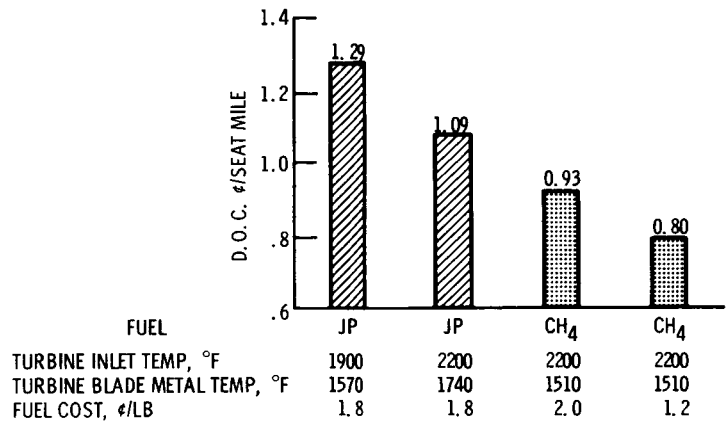 1.4
1.29
1.2
1.09
1.0
0.93
.8
0.80
.6
D. O. C. ¢/SEAT MILE
FUEL JP JP CH4 CH4
TURBINE INLET TEMP, °F 1900 2200 2200 2200
TURBINE BLADE METAL TEMP, °F 1570 1740 1510 1510
FUEL COST, ¢/LB 1.8 1.8 2.0 1.2